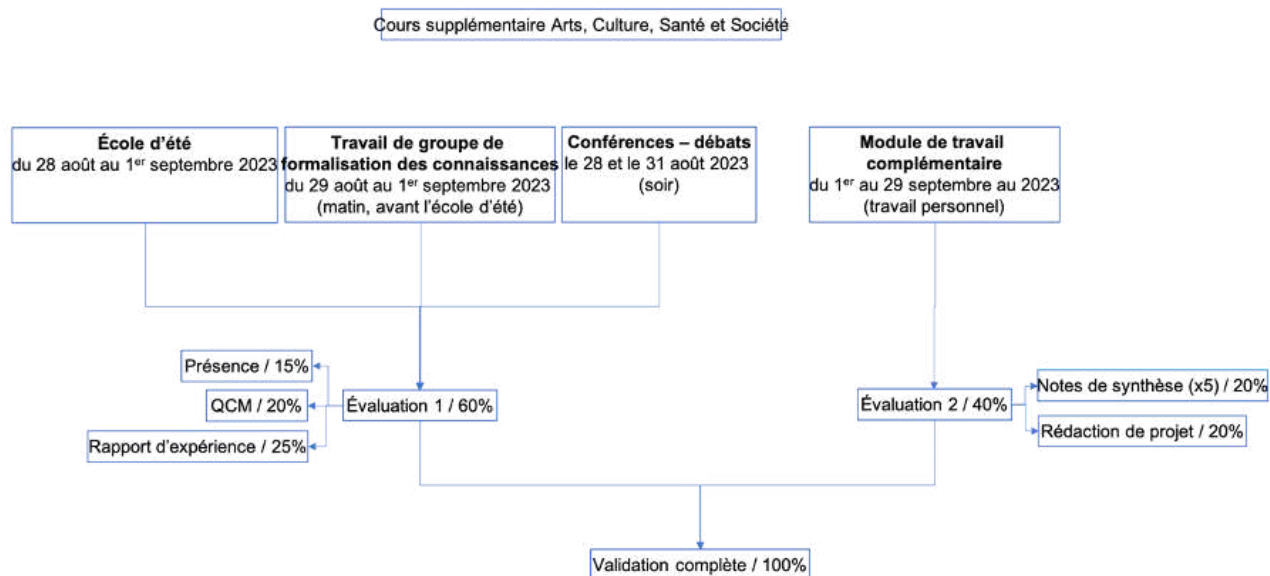 Cours supplémentaire Arts, Culture, Santé et Société
École d’été
du 28 août au 1er septembre 2023
Travail de groupe de
formalisation des connaissances
du 29 août au 1er septembre 2023
(matin, avant l’école d’été)
Conférences – débats
le 28 et le 31 août 2023
(soir)
Module de travail
complémentaire
du 1er au 29 septembre au 2023
(travail personnel)
Présence / 15%
QCM / 20%
Rapport d’expérience / 25%
Évaluation 1 / 60%
Évaluation 2 / 40%
Notes de synthèse (x5) / 20%
Rédaction de projet / 20%
Validation complète / 100%